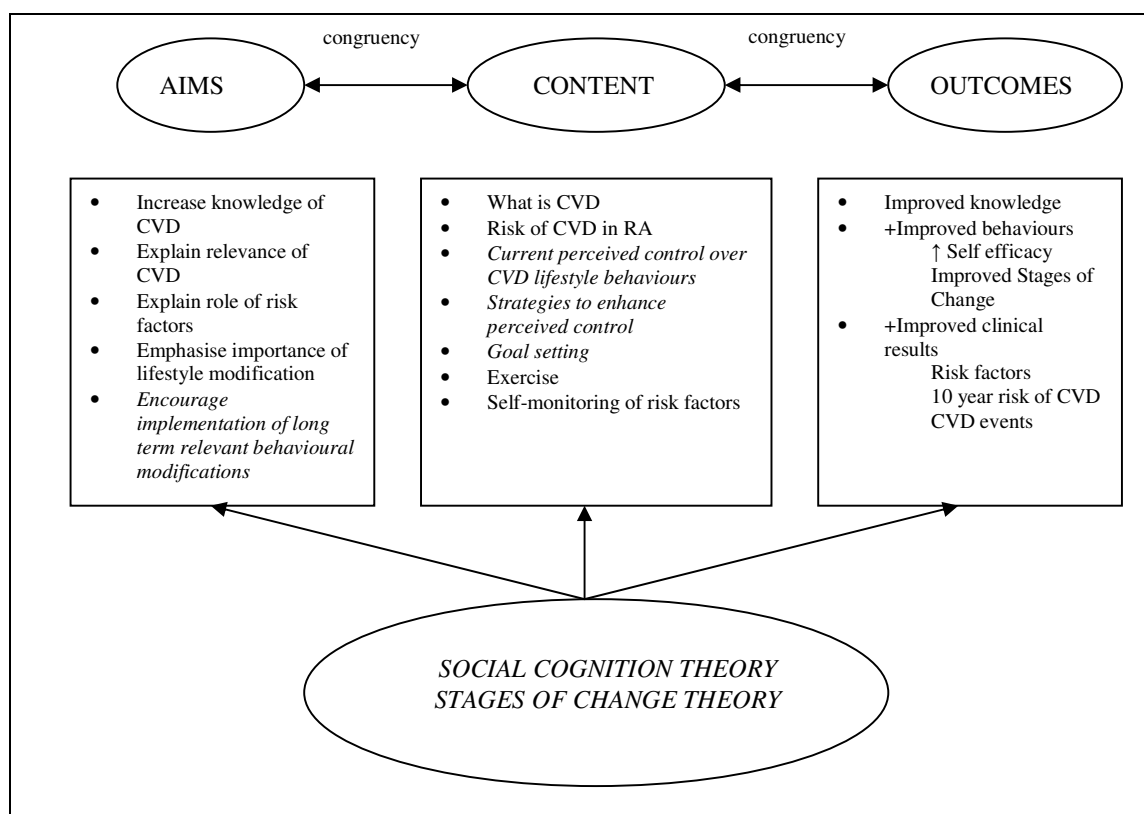 congruency
congruency
AIMS
CONTENT
OUTCOMES
• Increase knowledge of
CVD
• Explain relevance of
CVD
• Explain role of risk
factors
• Emphasise importance of
lifestyle modification
• Encourage
implementation of long
term relevant behavioural
modifications
• What is CVD
• Risk of CVD in RA
• Current perceived control over
CVD lifestyle behaviours
• Strategies to enhance
perceived control
• Goal setting
• Exercise
• Self-monitoring of risk factors
• Improved knowledge
• +Improved behaviours
↑ Self efficacy
Improved Stages of
Change
• +Improved clinical
results
Risk factors
10 year risk of CVD
CVD events
SOCIAL COGNITION THEORY
STAGES OF CHANGE THEORY